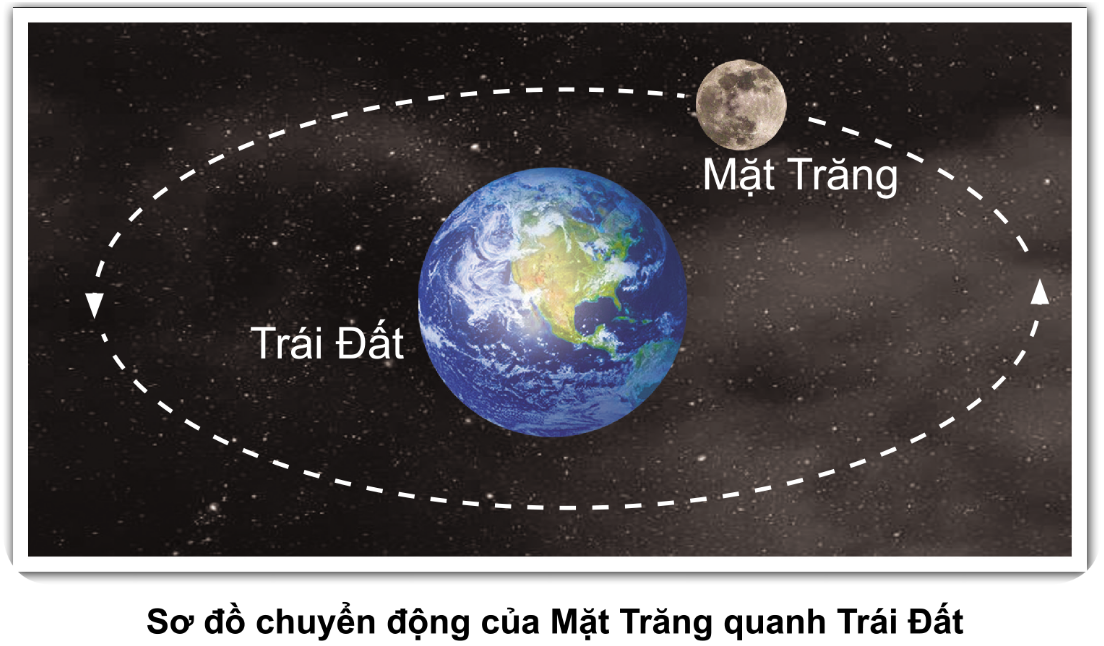 Mặt Trăng
Trái Đất
Sơ đồ chuyển động của Mặt Trăng quanh Trái Đất